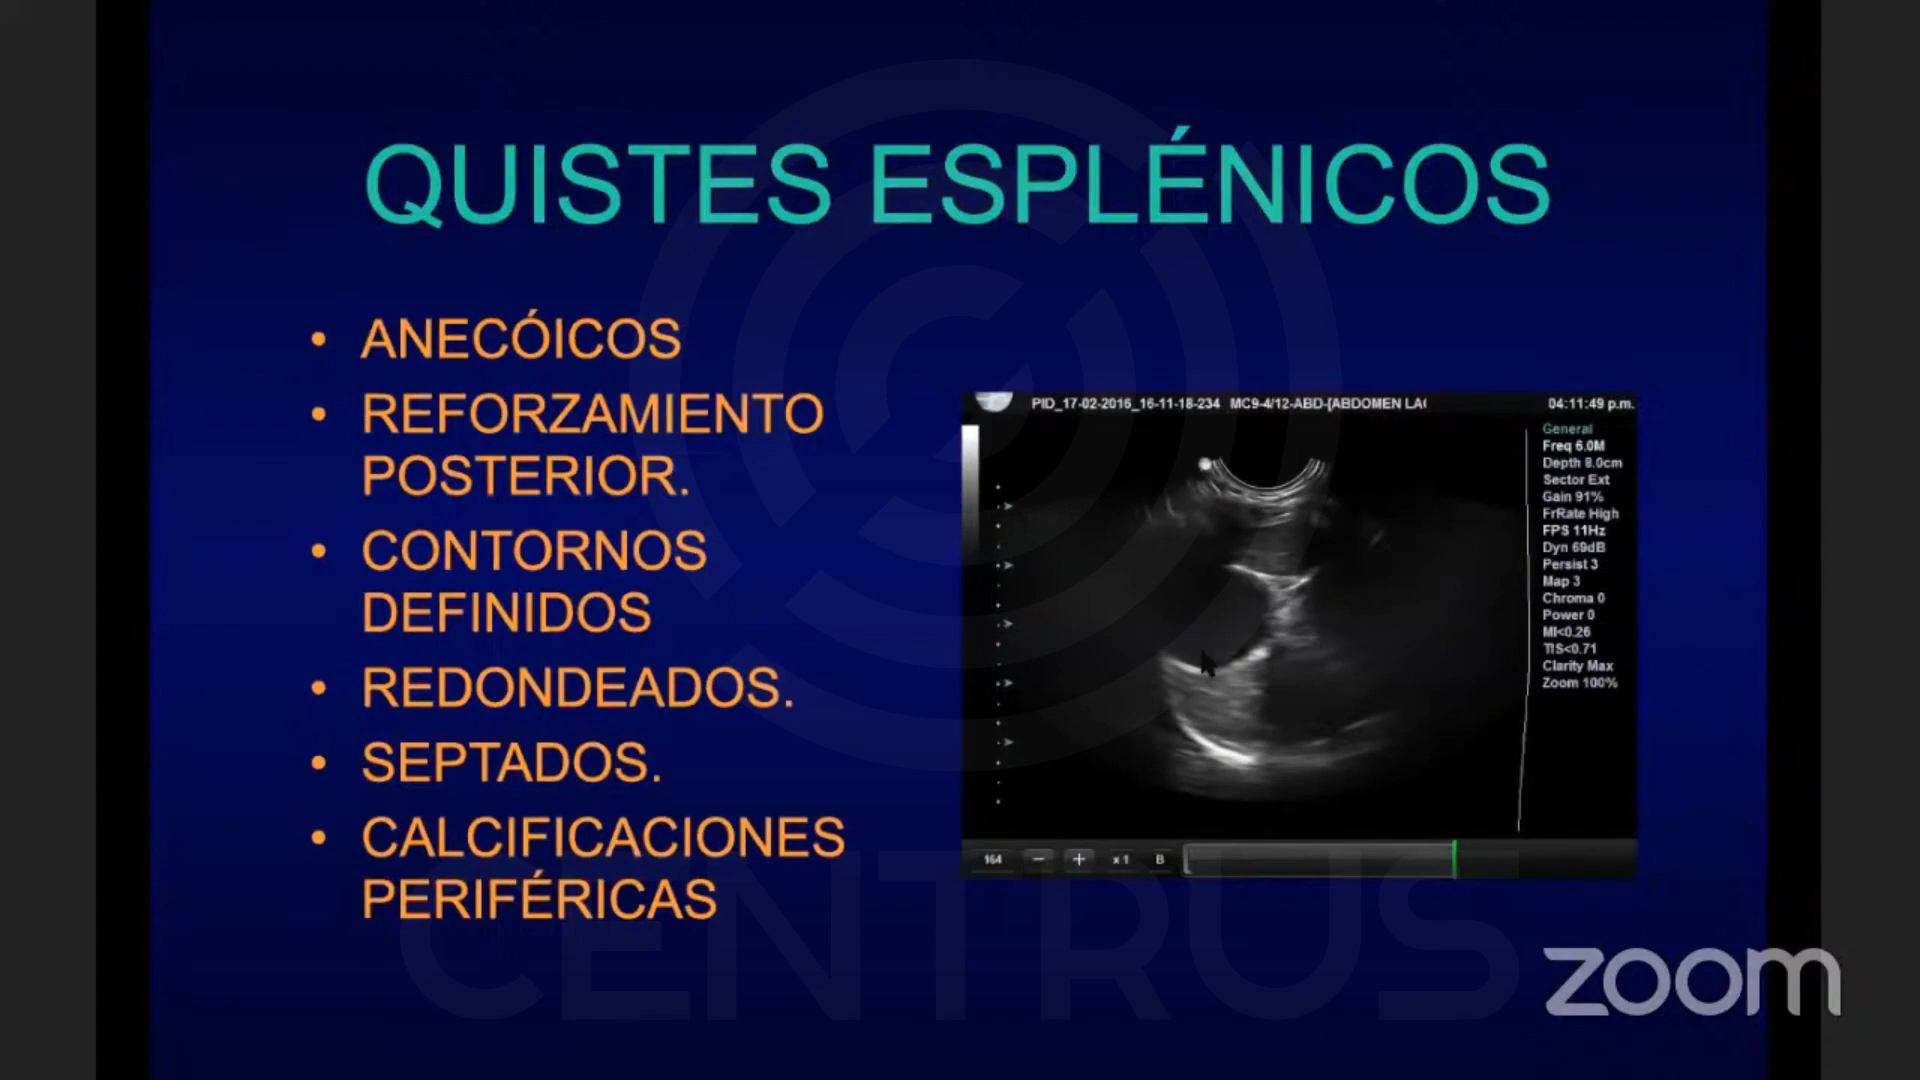 QUISTES ESPLÉNICOS
• ANECÓICOS
• REFORZAMIENTO
POSTERIOR.
• CONTORNOS
DEFINIDOS
• REDONDEADOS.
• SEPTADOS.
• CALCIFICACIONES
PERIFÉRICAS
PID_17-02-2016_16-11-18-234 MC9-4/12-ABD-[ABDOMEN LA
04:11:49 p.m.
General
Freq 6.0M
Depth 8.0cm
Sector Ext
Gain 91%
FrRate High
FPS 11Hz
Dyn 69dB
Persist 3
Map 3
Chroma 0
Power 0
MI<0.26
TIS<0.71
Clarity Max
Zoom 100%
164 − + x 1 B
CENTRUS
zoom